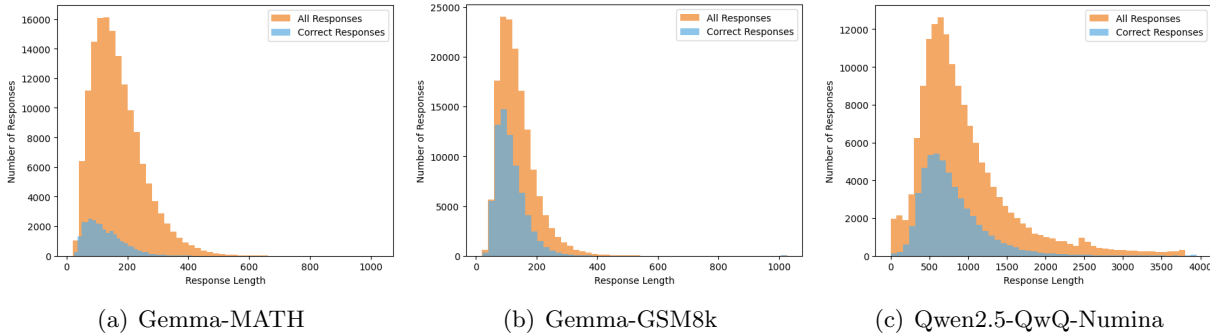 All Responses
Correct Responses
Number of Responses
16000
14000
12000
10000
8000
6000
4000
2000
0
0 200 400 600 800 1000
Response Length
(a) Gemma-MATH
All Responses
Correct Responses
Number of Responses
25000
20000
15000
10000
5000
0
0 200 400 600 800 1000
Response Length
(b) Gemma-GSM8k
All Responses
Correct Responses
Number of Responses
12000
10000
8000
6000
4000
2000
0
0 500 1000 1500 2000 2500 3000 3500 4000
Response Length
(c) Qwen2.5-QwQ-Numina